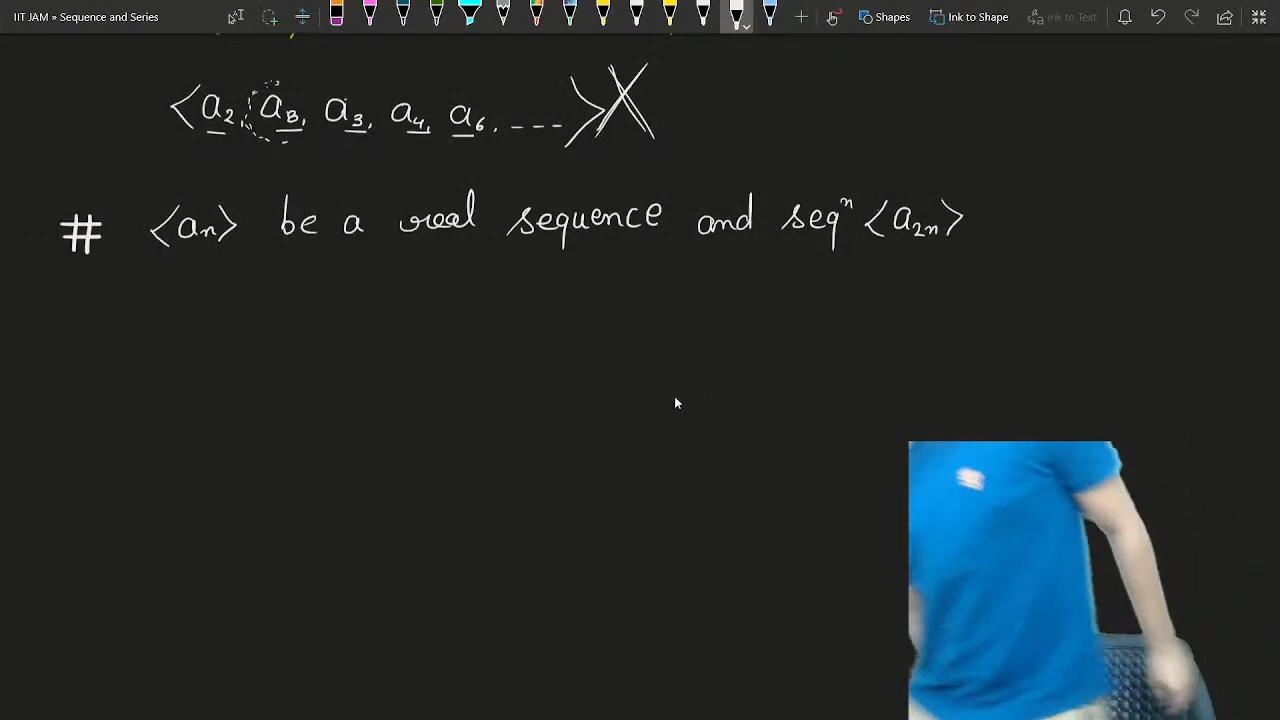 IIT JAM » Sequence and Series Shapes Ink to Shape Ink to Text
<a₂, a₈, a₃, a₄, a₆, ---> X
# <aₙ> be a real sequence and seqⁿ <a₂ₙ>